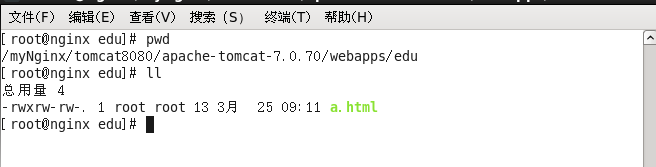 文件(F) 编辑(E) 查看(V) 搜索 (S) 终端(T) 帮助(H)
[root@nginx edu]# pwd
/myNginx/tomcat8080/apache-tomcat-7.0.70/webapps/edu
[root@nginx edu]# ll
总用量 4
-rwxrw-rw-. 1 root root 13 3月 25 09:11 a.html
[root@nginx edu]#